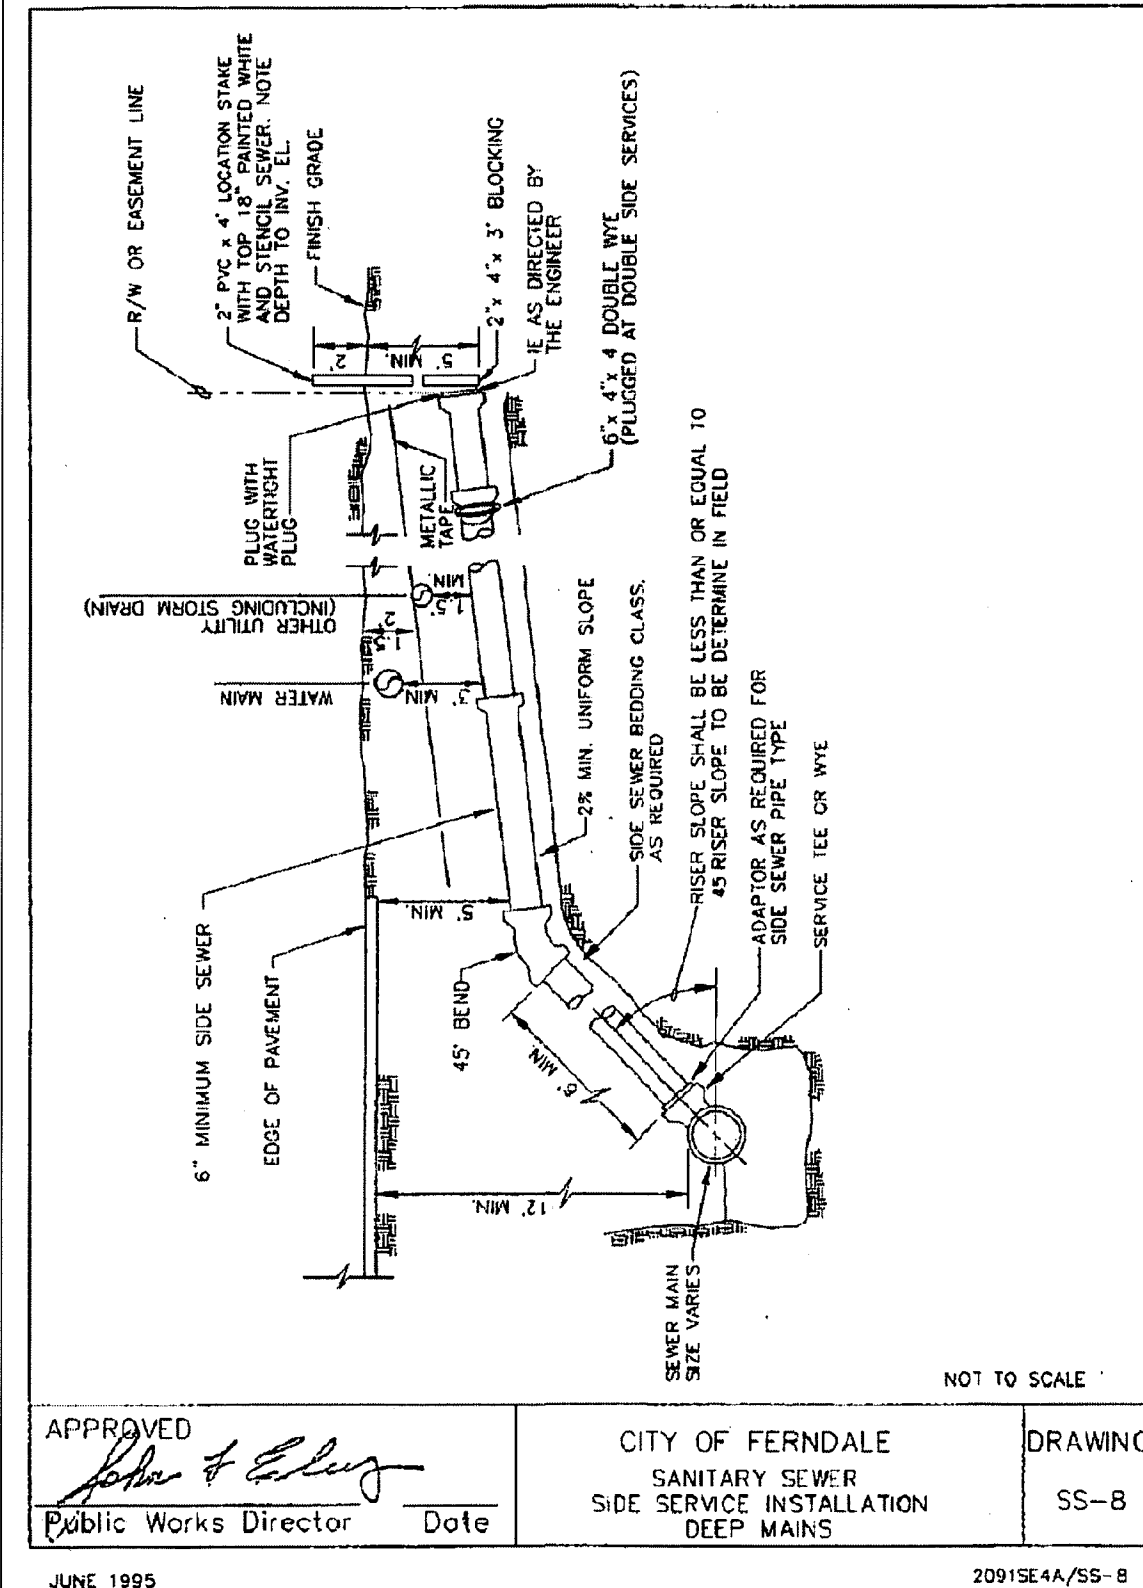 R/W OR EASEMENT LINE
2" PVC x 4' LOCATION STAKE
WITH TOP 18" PAINTED WHITE
AND STENCIL SEWER. NOTE
DEPTH TO INV. EL.
FINISH GRADE
2'
5' MIN.
2"x 4"x 3' BLOCKING
IE AS DIRECTED BY
THE ENGINEER
6"x 4"x 4 DOUBLE WYE
(PLUGGED AT DOUBLE SIDE SERVICES)
PLUG WITH
WATERTIGHT
PLUG
METALLIC
TAPE
OTHER UTILITY
(INCLUDING STORM DRAIN)
1.5'
MIN.
WATER MAIN
3'
MIN
2% MIN. UNIFORM SLOPE
SIDE SEWER BEDDING CLASS.
AS REQUIRED
RISER SLOPE SHALL BE LESS THAN OR EQUAL TO
45 RISER SLOPE TO BE DETERMINE IN FIELD
ADAPTOR AS REQUIRED FOR
SIDE SEWER PIPE TYPE
SERVICE TEE OR WYE
6" MINIMUM SIDE SEWER
EDGE OF PAVEMENT
5' MIN.
45° BEND
MIN.
12' MIN.
SEWER MAIN
SIZE VARIES
NOT TO SCALE
APPROVED
Public Works Director Date
CITY OF FERNDALE
SANITARY SEWER
SIDE SERVICE INSTALLATION
DEEP MAINS
DRAWING
SS-8
JUNE 1995
2091SE4A/SS-8